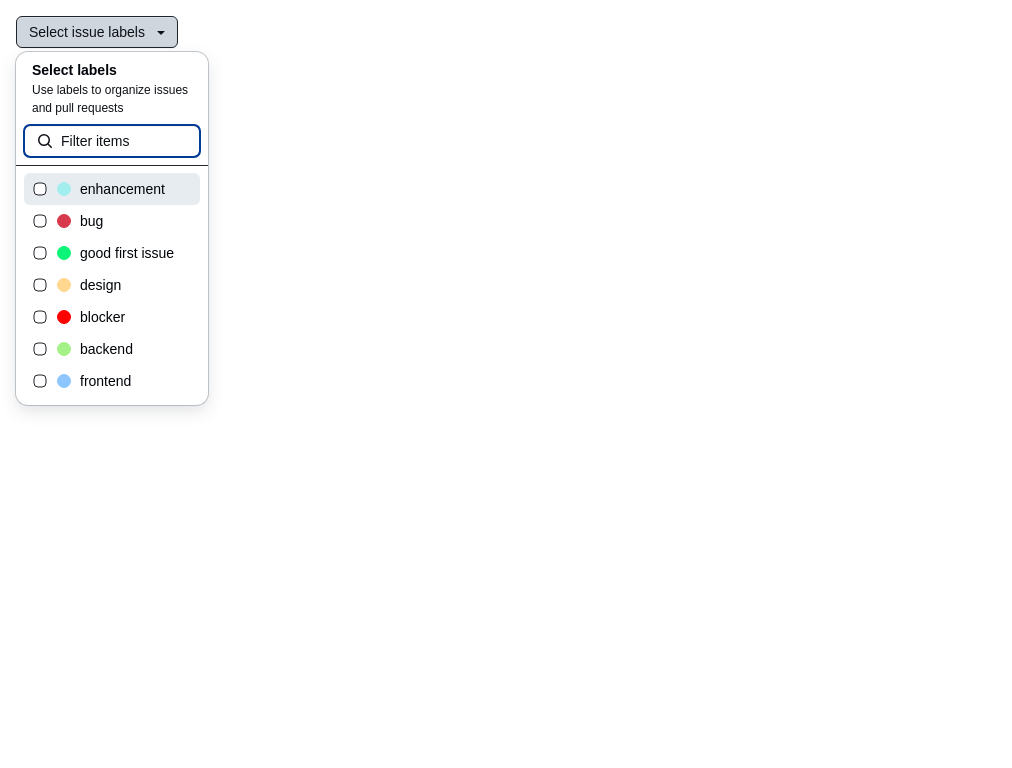 Select issue labels
Select labels
Use labels to organize issues
and pull requests
Filter items
enhancement
bug
good first issue
design
blocker
backend
frontend